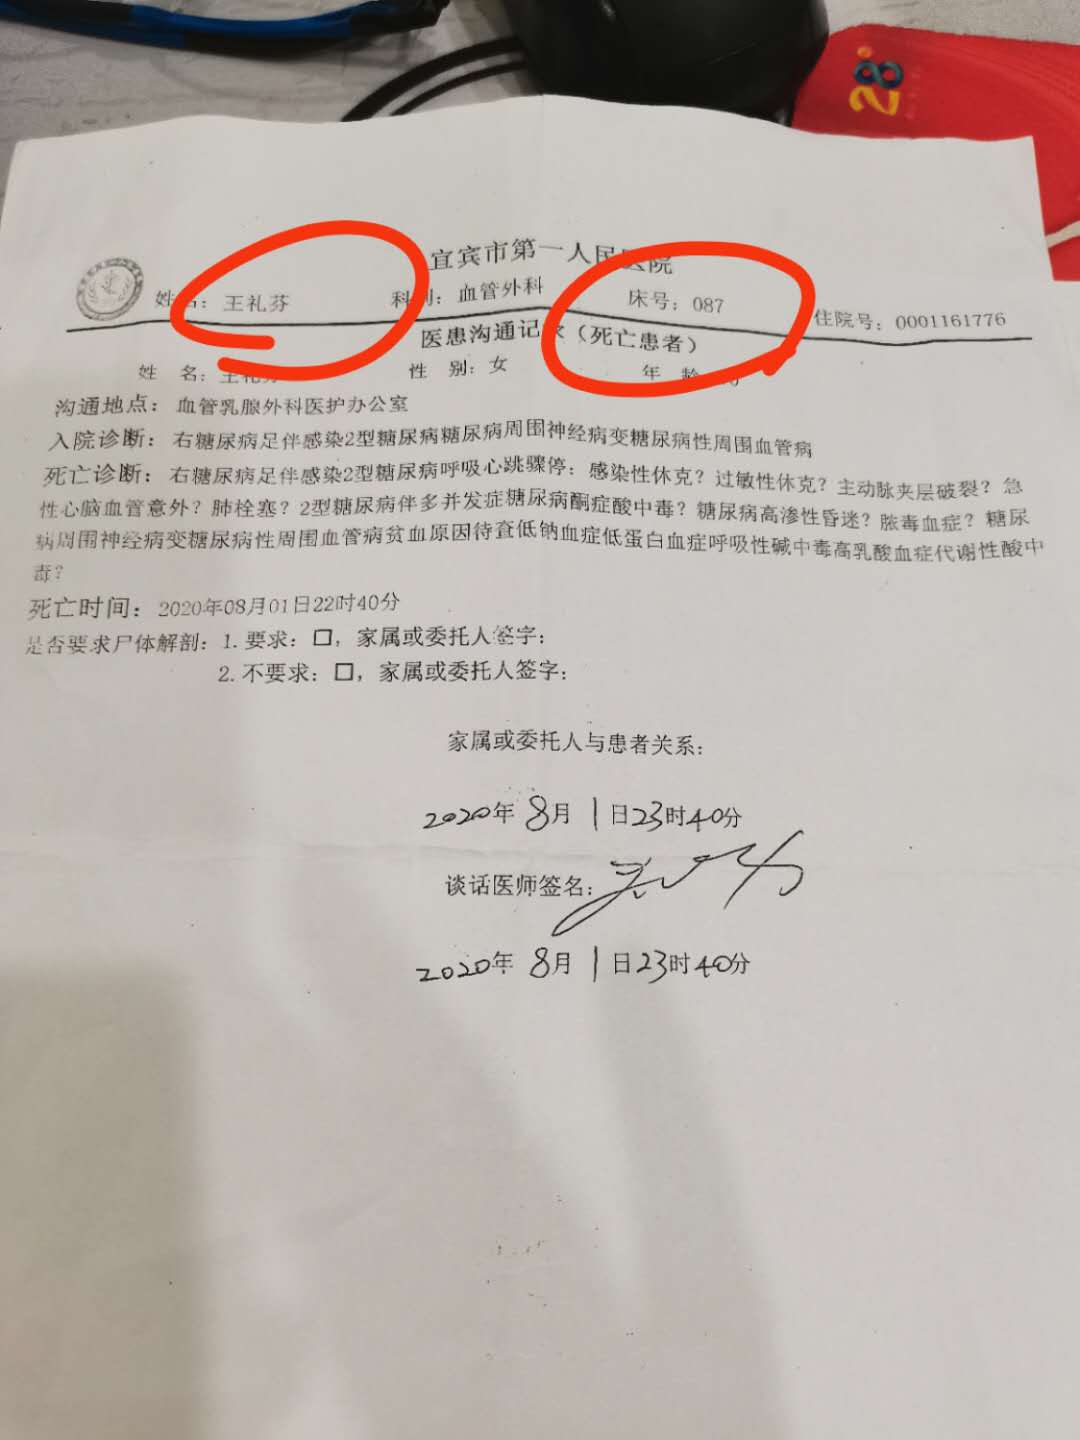 28°
宜宾市第一人民医院
姓名：王礼芬 科别：血管外科 床号：087 住院号：0001161776
医患沟通记录（死亡患者）
姓 名：王礼芬 性 别：女 年 龄
沟通地点：血管乳腺外科医护办公室
入院诊断：右糖尿病足伴感染2型糖尿病糖尿病周围神经病变糖尿病性周围血管病
死亡诊断：右糖尿病足伴感染2型糖尿病呼吸心跳骤停：感染性休克？过敏性休克？主动脉夹层破裂？急
性心脑血管意外？肺栓塞？2型糖尿病伴多并发症糖尿病酮症酸中毒？糖尿病高渗性昏迷？脓毒血症？糖尿
病周围神经病变糖尿病性周围血管病贫血原因待查低钠血症低蛋白血症呼吸性碱中毒高乳酸血症代谢性酸中
毒？
死亡时间：2020年08月01日22时40分
是否要求尸体解剖：1.要求：口，家属或委托人签字：
2.不要求：口，家属或委托人签字：
家属或委托人与患者关系：
2020年8月1日23时40分
谈话医师签名：
2020年8月1日23时40分